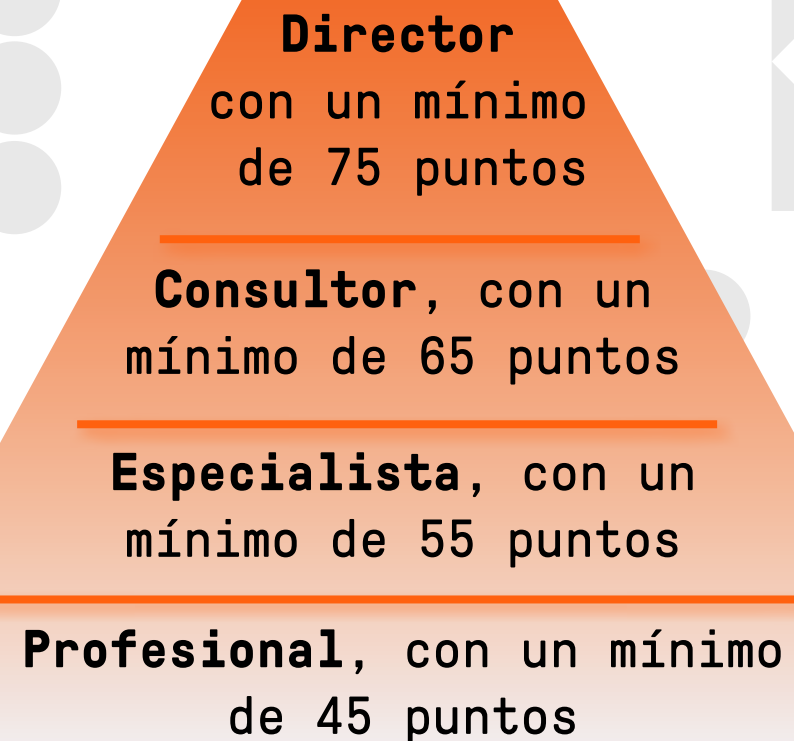 Director
con un mínimo
de 75 puntos
Consultor, con un
mínimo de 65 puntos
Especialista, con un
mínimo de 55 puntos
Profesional, con un mínimo
de 45 puntos